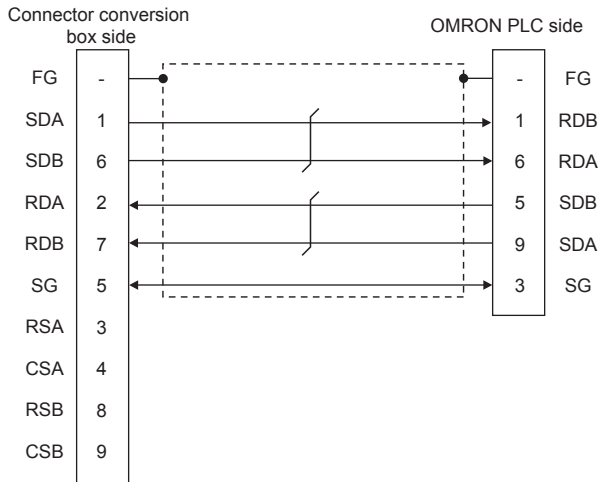 Connector conversion
box side
OMRON PLC side
FG - - FG
SDA 1 1 RDB
SDB 6 6 RDA
RDA 2 5 SDB
RDB 7 9 SDA
SG 5 3 SG
RSA 3
CSA 4
RSB 8
CSB 9